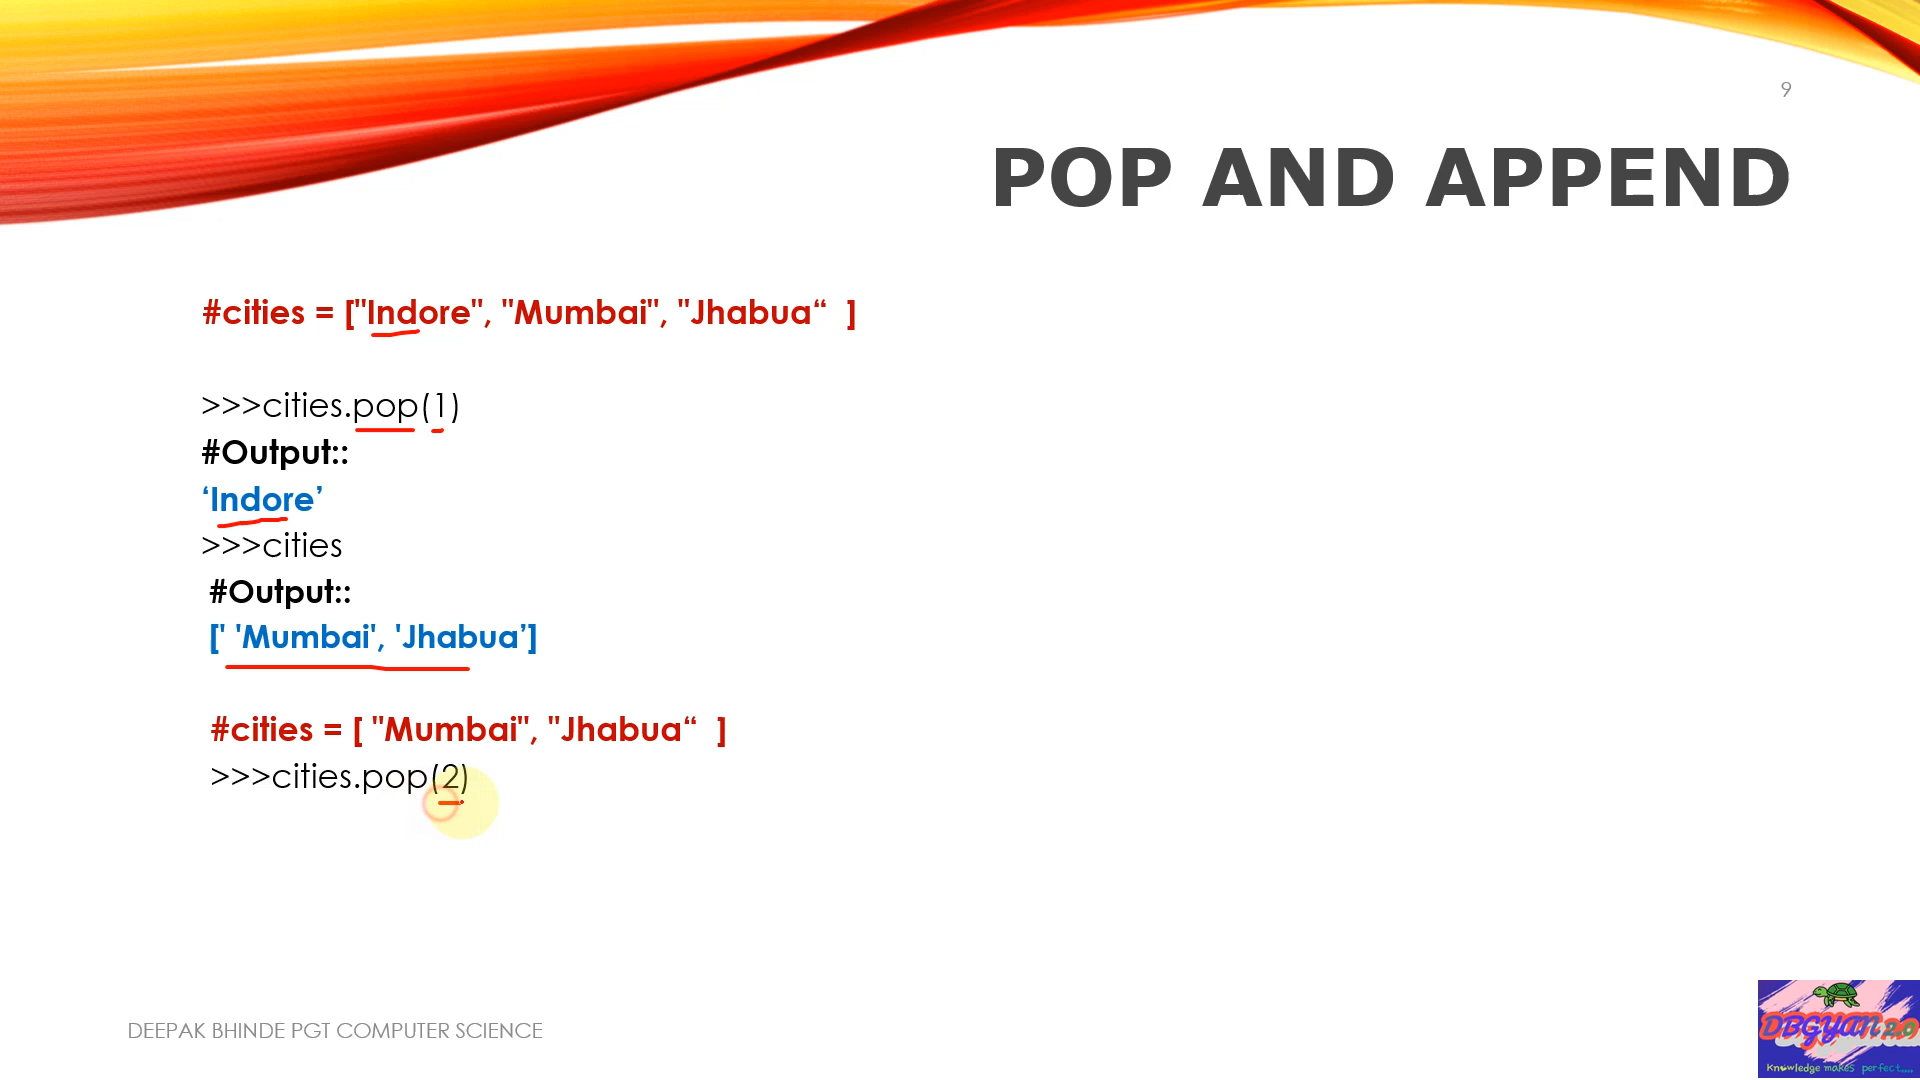 9
POP AND APPEND
#cities = ["Indore", "Mumbai", "Jhabua“  ]
>>>cities.pop(1)
#Output::
‘Indore’
>>>cities
#Output::
[' 'Mumbai', 'Jhabua’]
#cities = [ "Mumbai", "Jhabua“  ]
>>>cities.pop(2)
DEEPAK BHINDE PGT COMPUTER SCIENCE
DBGyan 2.0
Knowledge makes perfect....